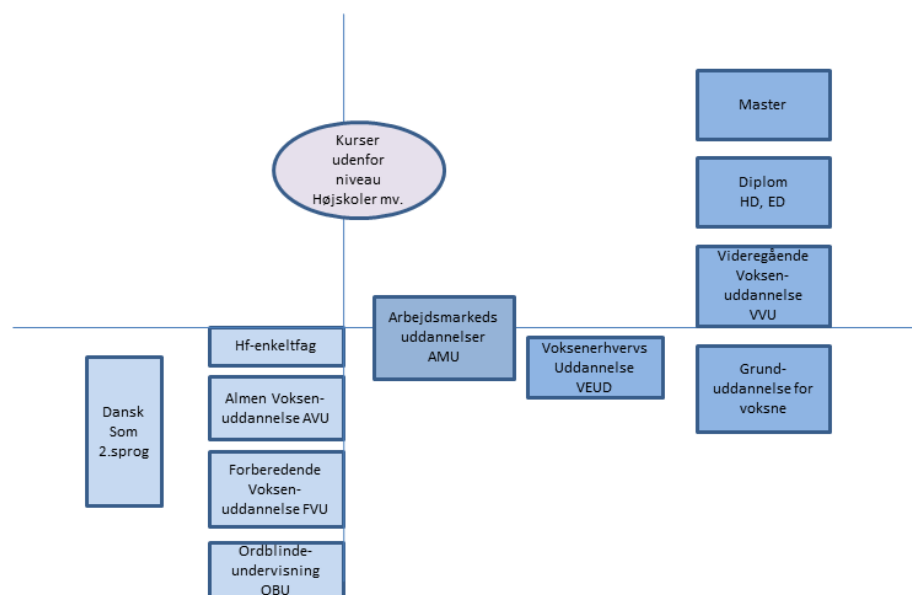 Master
Kurser
udenfor
niveau
Højskoler mv.
Diplom
HD, ED
Videregående
Voksen-
uddannelse
VVU
Arbejdsmarkeds
uddannelser
AMU
Hf-enkeltfag
Voksenerhvervs
Uddannelse
VEUD
Grund-
uddannelse for
voksne
Dansk
Som
2.sprog
Almen Voksen-
uddannelse AVU
Forberedende
Voksen-
uddannelse FVU
Ordblinde-
undervisning
OBU